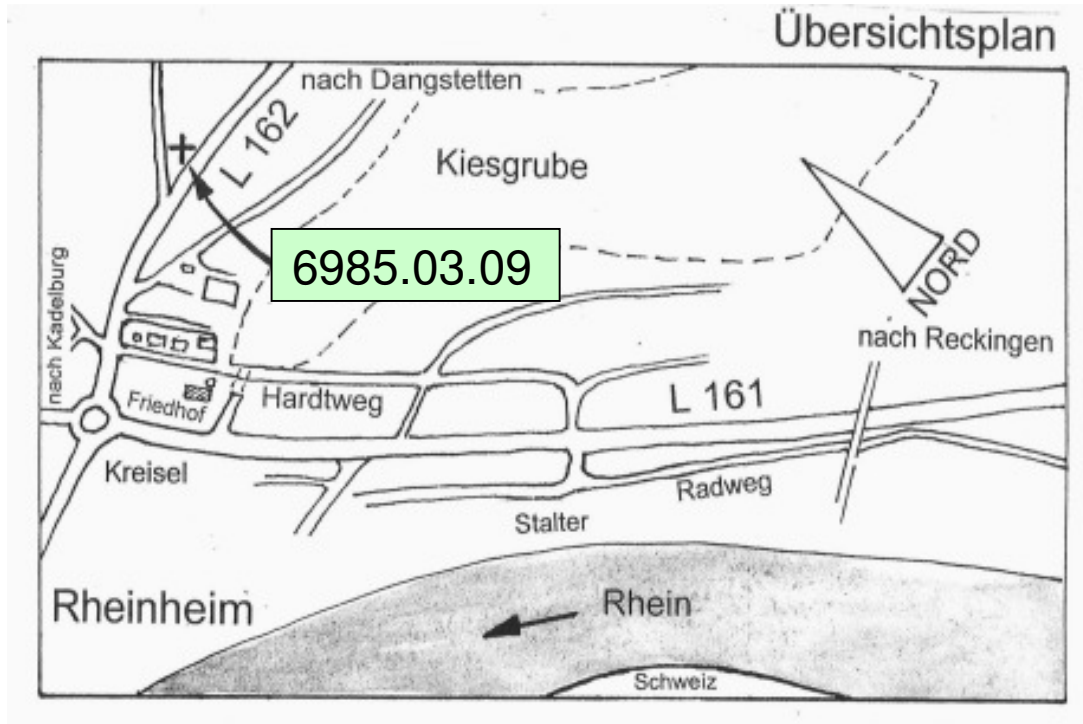 Übersichtsplan
nach Dangstetten
L 162
Kiesgrube
6985.03.09
NORD
nach Kadelburg
nach Reckingen
Friedhof
Hardtweg
L 161
Kreisel
Radweg
Stalter
Rheinheim
Rhein
Schweiz